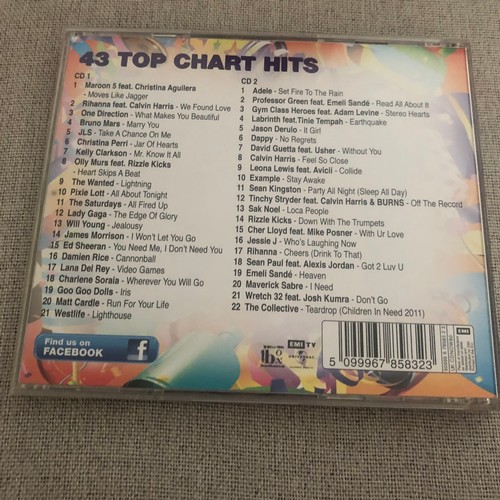 43 TOP CHART HITS
CD 1
1 Maroon 5 feat. Christina Aguilera
- Moves Like Jagger
2 Rihanna feat. Calvin Harris - We Found Love
3 One Direction - What Makes You Beautiful
4 Bruno Mars - Marry You
5 JLS - Take A Chance On Me
6 Christina Perri - Jar Of Hearts
7 Kelly Clarkson - Mr. Know It All
8 Olly Murs feat. Rizzle Kicks
- Heart Skips A Beat
9 The Wanted - Lightning
10 Pixie Lott - All About Tonight
11 The Saturdays - All Fired Up
12 Lady Gaga - The Edge Of Glory
13 Will Young - Jealousy
14 James Morrison - I Won't Let You Go
15 Ed Sheeran - You Need Me, I Don't Need You
16 Damien Rice - Cannonball
17 Lana Del Rey - Video Games
18 Charlene Soraia - Wherever You Will Go
19 Goo Goo Dolls - Iris
20 Matt Cardle - Run For Your Life
21 Westlife - Lighthouse
CD 2
1 Adele - Set Fire To The Rain
2 Professor Green feat. Emeli Sandé - Read All About It
3 Gym Class Heroes feat. Adam Levine - Stereo Hearts
4 Labrinth feat.Tinie Tempah - Earthquake
5 Jason Derulo - It Girl
6 Dappy - No Regrets
7 David Guetta feat. Usher - Without You
8 Calvin Harris - Feel So Close
9 Leona Lewis feat. Avicii - Collide
10 Example - Stay Awake
11 Sean Kingston - Party All Night (Sleep All Day)
12 Tinchy Stryder feat. Calvin Harris & BURNS - Off The Record
13 Sak Noel - Loca People
14 Rizzle Kicks - Down With The Trumpets
15 Cher Lloyd feat. Mike Posner - With Ur Love
16 Jessie J - Who's Laughing Now
17 Rihanna - Cheers (Drink To That)
18 Sean Paul feat. Alexis Jordan - Got 2 Luv U
19 Emeli Sandé - Heaven
20 Maverick Sabre - I Need
21 Wretch 32 feat. Josh Kumra - Don't Go
22 The Collective - Teardrop (Children In Need 2011)
Find us on
FACEBOOK
f
EMI TV
UNIVERSAL
5 099967 858323
EMI